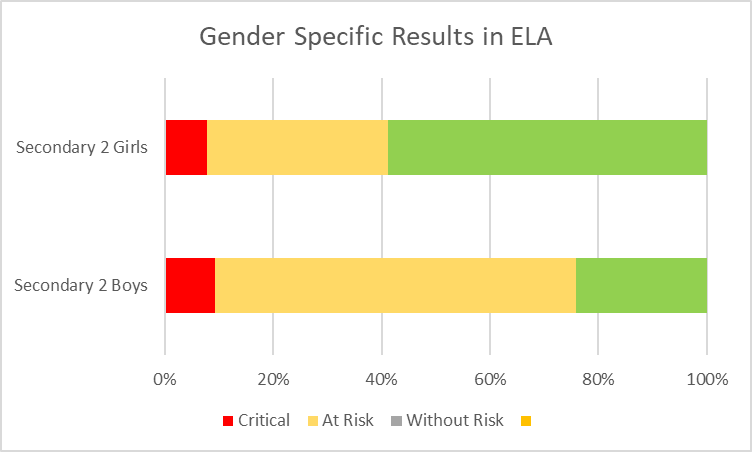 Gender Specific Results in ELA
Secondary 2 Girls
Secondary 2 Boys
0% 20% 40% 60% 80% 100%
Critical At Risk Without Risk